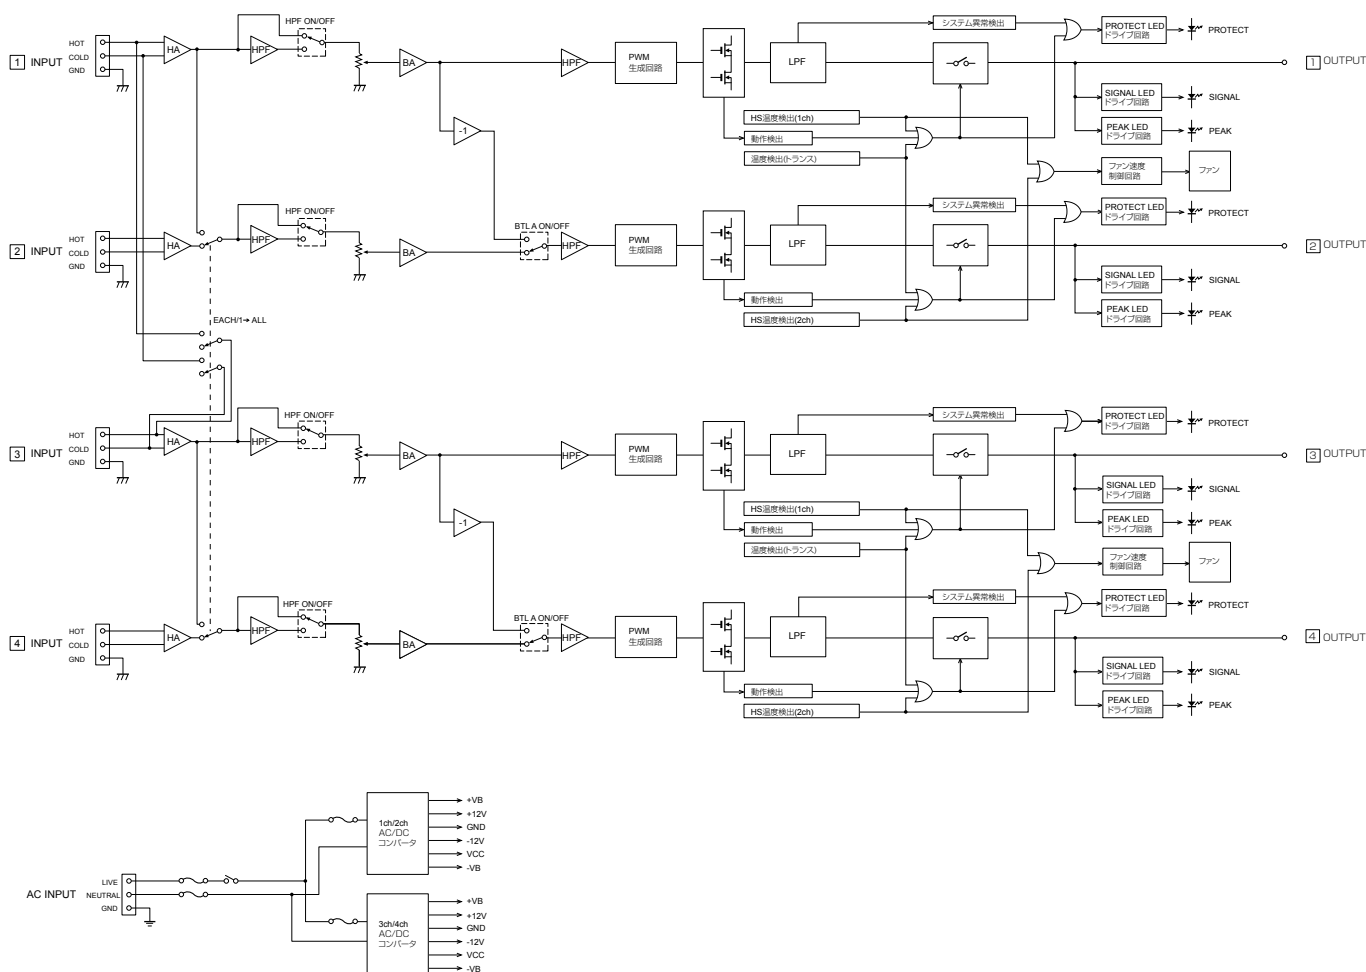 HPF ON/OFF
システム異常検出
PROTECT LED
ドライブ回路
PROTECT
1 INPUT
HOT
COLD
GND
HA
HPF
BA
HPF
PWM
生成回路
LPF
1 OUTPUT
SIGNAL LED
ドライブ回路
SIGNAL
HS温度検出(1ch)
-1
動作検出
PEAK LED
ドライブ回路
PEAK
温度検出(トランス)
ファン速度
制御回路
ファン
HPF ON/OFF
システム異常検出
PROTECT LED
ドライブ回路
PROTECT
BTL A ON/OFF
2 INPUT
HOT
COLD
GND
HA
HPF
BA
HPF
PWM
生成回路
LPF
2 OUTPUT
SIGNAL LED
ドライブ回路
SIGNAL
動作検出
HS温度検出(2ch)
PEAK LED
ドライブ回路
PEAK
EACH/1→ ALL
HPF ON/OFF
システム異常検出
PROTECT LED
ドライブ回路
PROTECT
3 INPUT
HOT
COLD
GND
HA
HPF
BA
HPF
PWM
生成回路
LPF
3 OUTPUT
SIGNAL LED
ドライブ回路
SIGNAL
HS温度検出(1ch)
-1
動作検出
PEAK LED
ドライブ回路
PEAK
温度検出(トランス)
ファン速度
制御回路
ファン
HPF ON/OFF
システム異常検出
PROTECT LED
ドライブ回路
PROTECT
BTL A ON/OFF
4 INPUT
HOT
COLD
GND
HA
HPF
BA
HPF
PWM
生成回路
LPF
4 OUTPUT
SIGNAL LED
ドライブ回路
SIGNAL
動作検出
HS温度検出(2ch)
PEAK LED
ドライブ回路
PEAK
1ch/2ch
AC/DC
コンバータ
+VB
+12V
GND
-12V
VCC
-VB
AC INPUT
LIVE
NEUTRAL
GND
3ch/4ch
AC/DC
コンバータ
+VB
+12V
GND
-12V
VCC
-VB